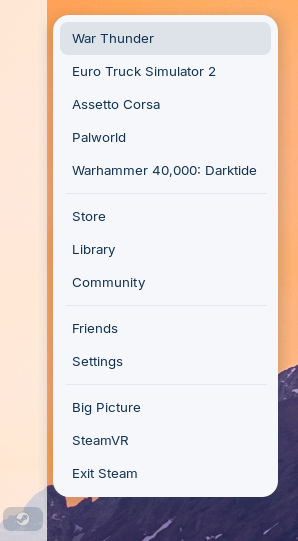 War Thunder
Euro Truck Simulator 2
Assetto Corsa
Palworld
Warhammer 40,000: Darktide
Store
Library
Community
Friends
Settings
Big Picture
SteamVR
Exit Steam